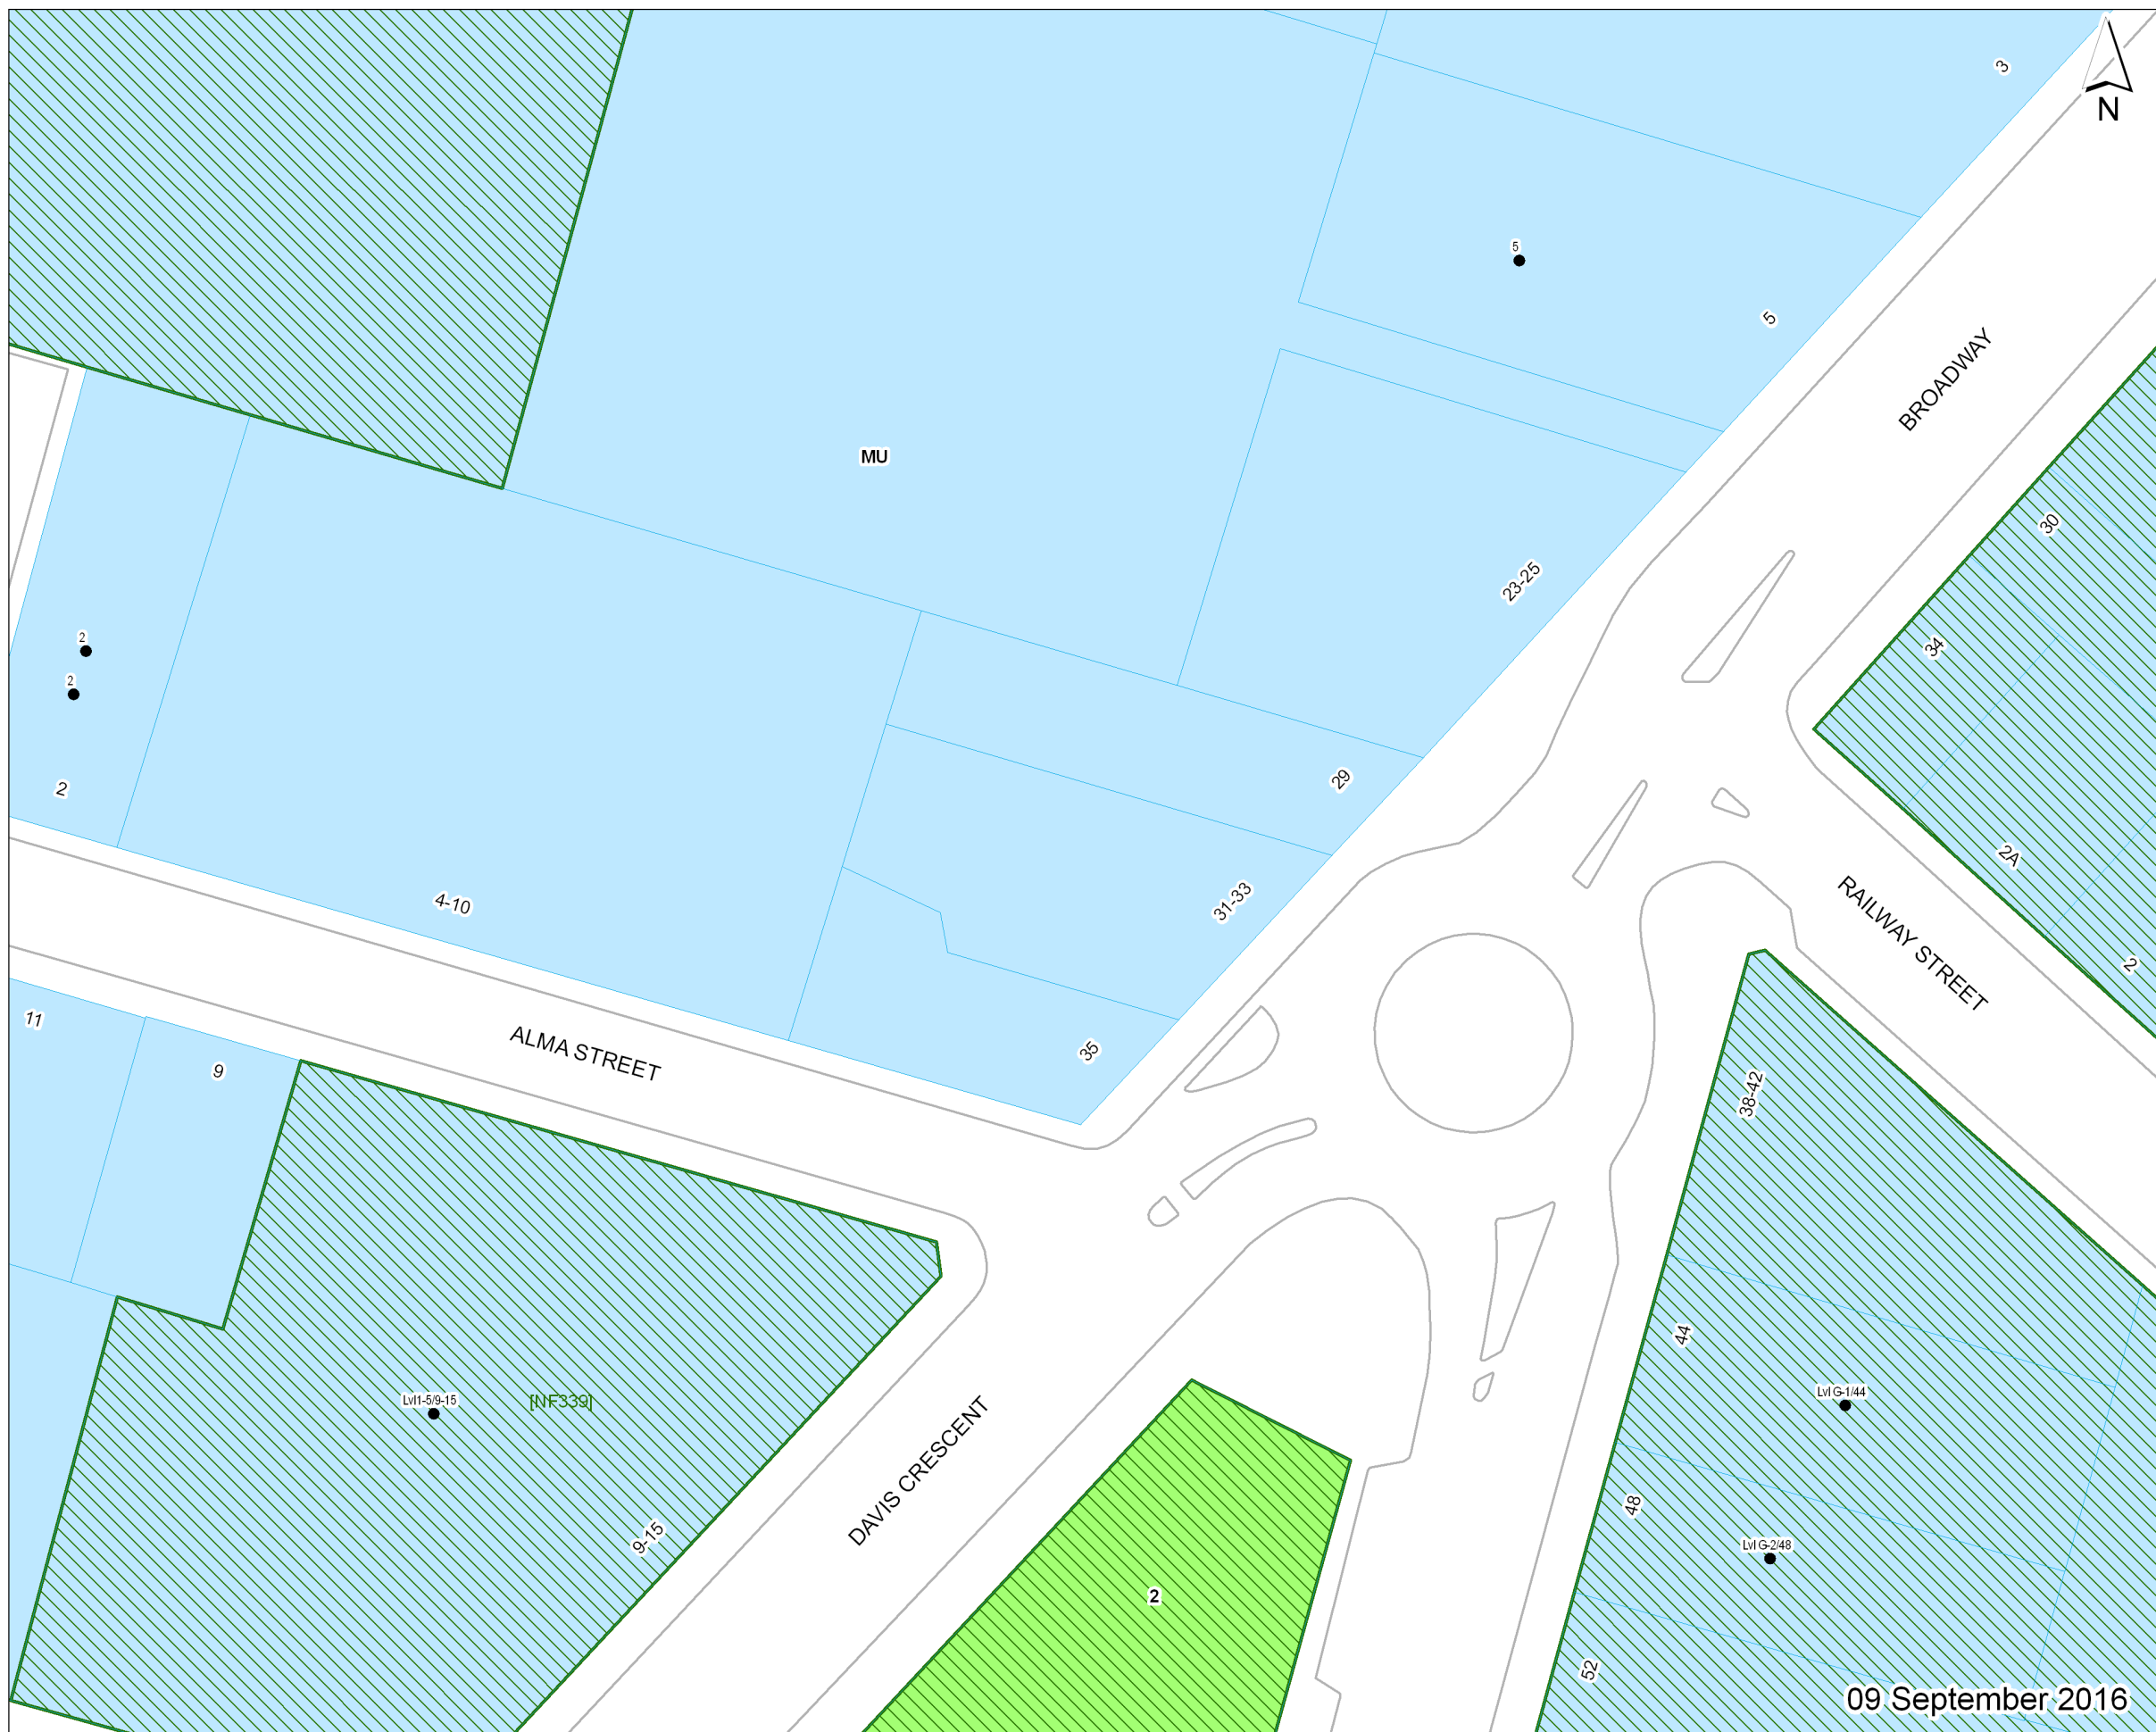 3
N
5
5
BROADWAY
MU
30
23-25
34
2
2
29
2
2A
31-33
4-10
RAILWAY STREET
2
11
35
ALMA STREET
9
38-42
44
Lvl G-1/44
Lvl1-5/9-15
[NF339]
DAVIS CRESCENT
48
9-15
Lvl G-2/48
2
52
09 September 2016